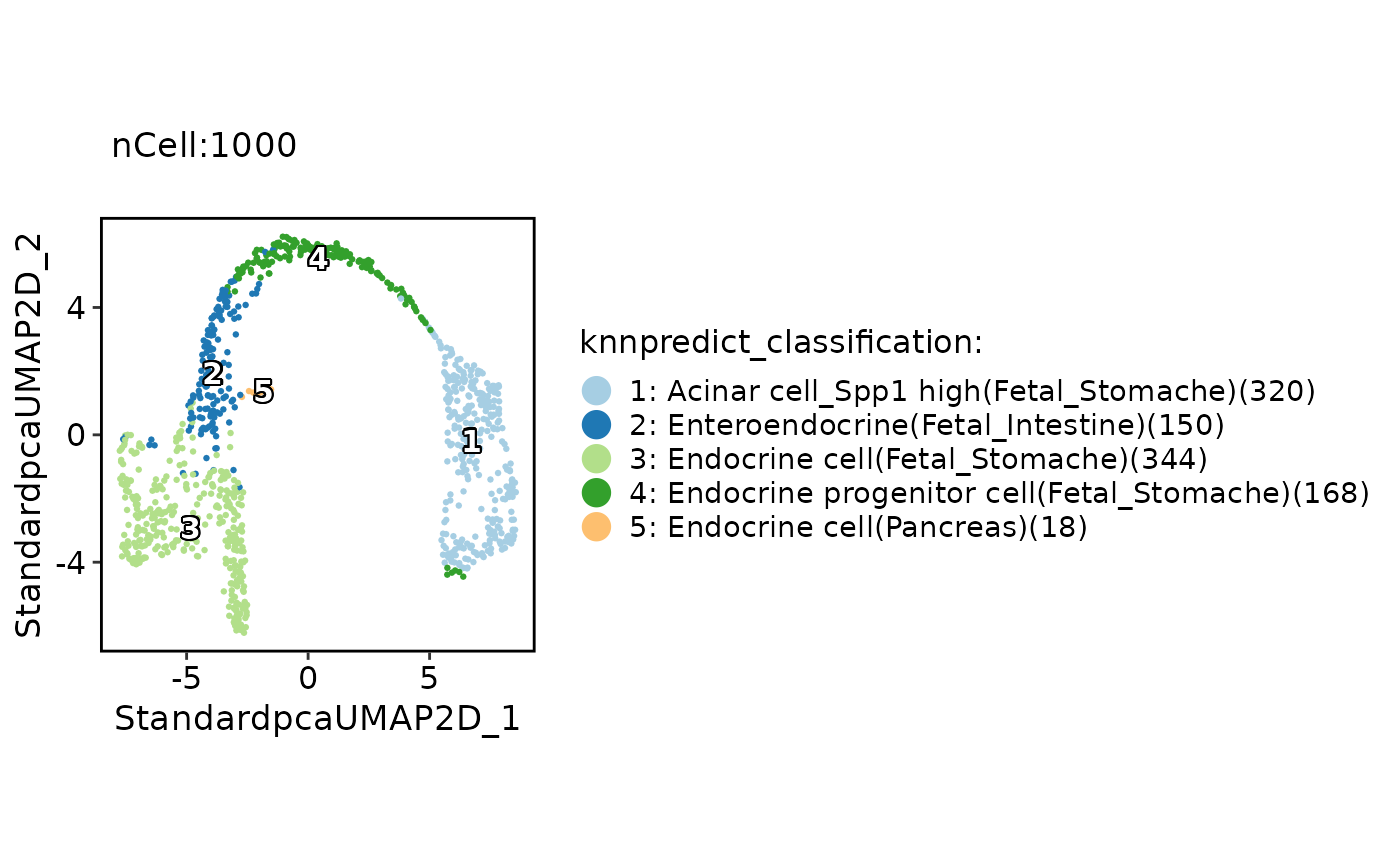 nCell:1000
StandardpcaUMAP2D_2
4
0
-4
-5 0 5
StandardpcaUMAP2D_1
4
2
5
1
3
knnpredict_classification:
1: Acinar cell_Spp1 high(Fetal_Stomache)(320)
2: Enteroendocrine(Fetal_Intestine)(150)
3: Endocrine cell(Fetal_Stomache)(344)
4: Endocrine progenitor cell(Fetal_Stomache)(168)
5: Endocrine cell(Pancreas)(18)